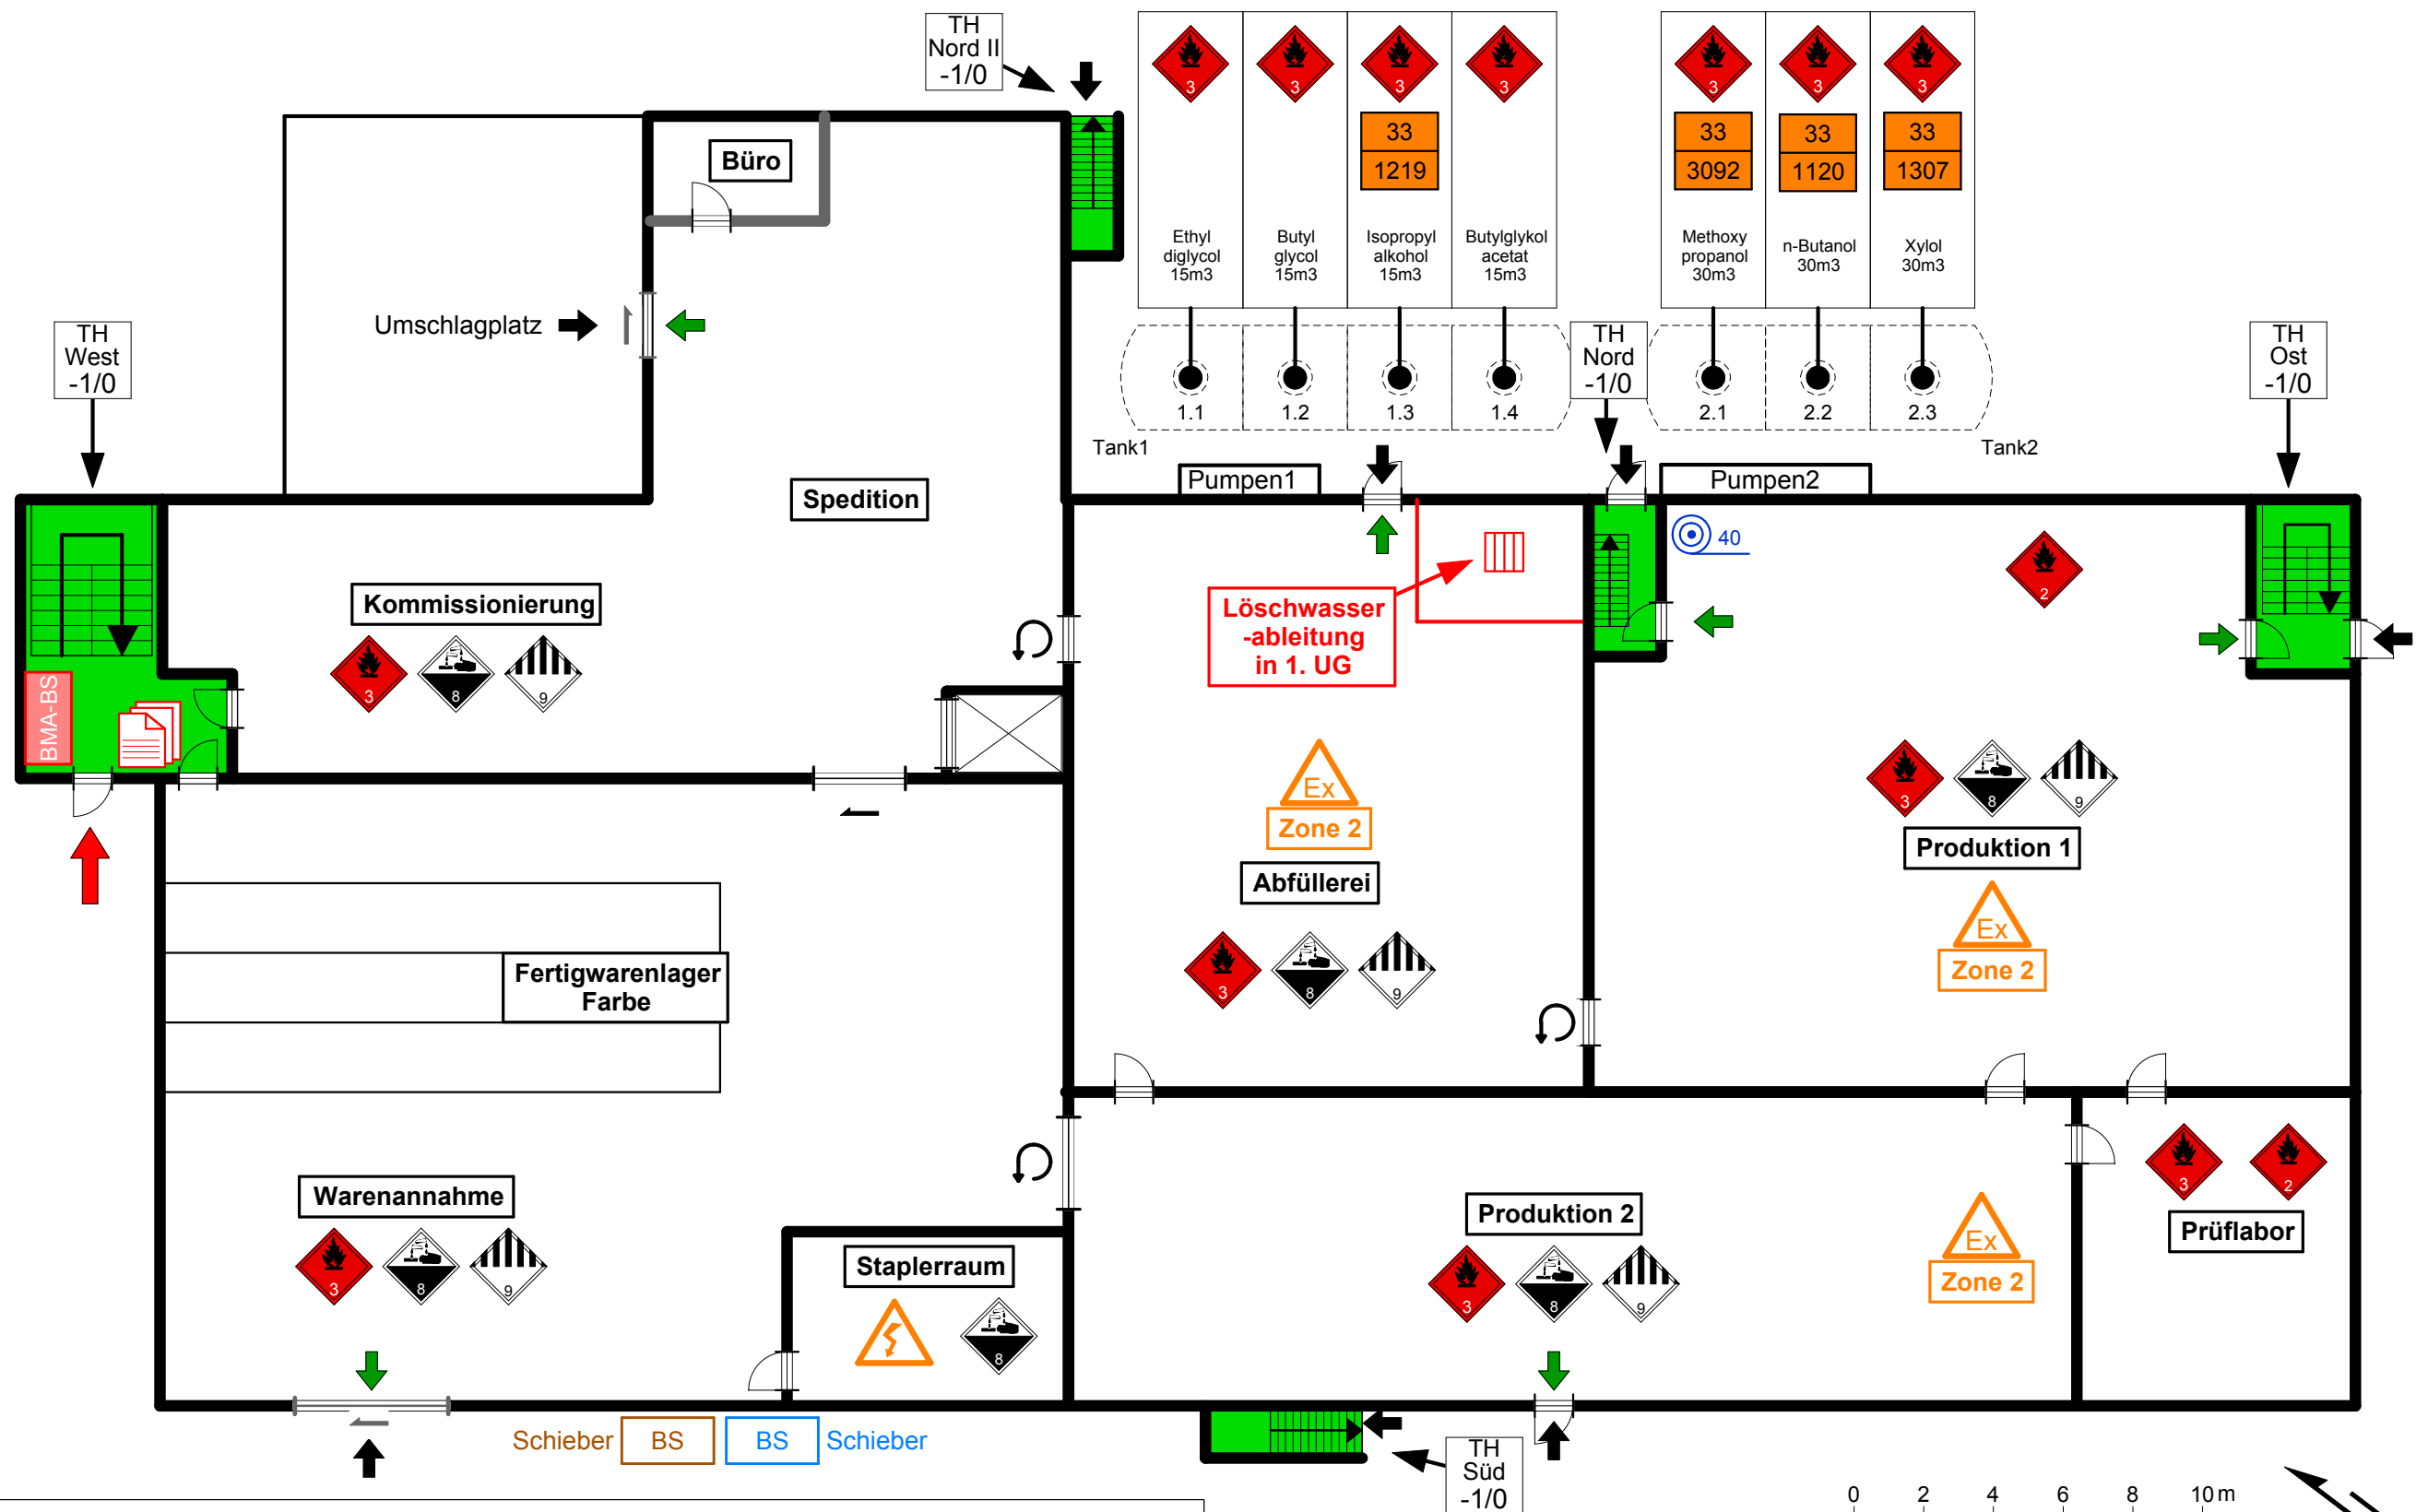 TH
Nord II
-1/0
3
3
3
3
3
3
3
33
1219
33
3092
33
1120
33
1307
Büro
Ethyl
diglycol
15m3
Butyl
glycol
15m3
Isopropyl
alkohol
15m3
Butylglykol
acetat
15m3
Methoxy
propanol
30m3
n-Butanol
30m3
Xylol
30m3
Umschlagplatz
TH
West
-1/0
TH
Nord
-1/0
TH
Ost
-1/0
1.1
1.2
1.3
1.4
2.1
2.2
2.3
Tank1
Tank2
Pumpen1
Pumpen2
Spedition
40
2
Kommissionierung
3
8
9
Löschwasser
-ableitung
in 1. UG
BMA-BS
Ex
Zone 2
3
8
9
Produktion 1
Abfüllerei
Ex
Zone 2
3
8
9
Fertigwarenlager
Farbe
Warenannahme
3
8
9
Staplerraum
8
Produktion 2
3
8
9
Ex
Zone 2
3
2
Prüflabor
Schieber
BS
BS
Schieber
TH
Süd
-1/0
0
2
4
6
8
10 m